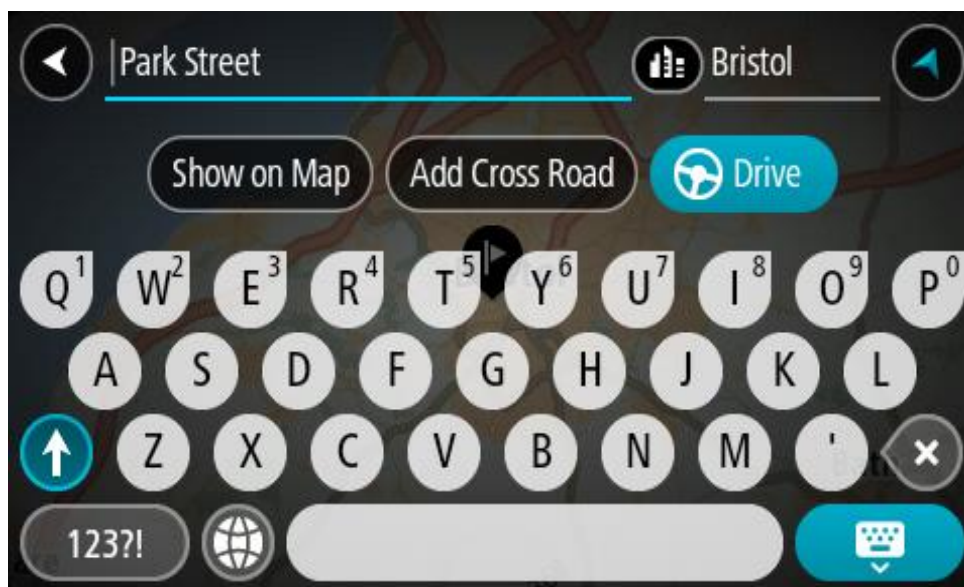 Park Street Bristol
Show on Map Add Cross Road Drive
Q1 W2 E3 R4 T5 Y6 U7 I8 O9 P0
A S D F G H J K L
Z X C V B N M '
123?!